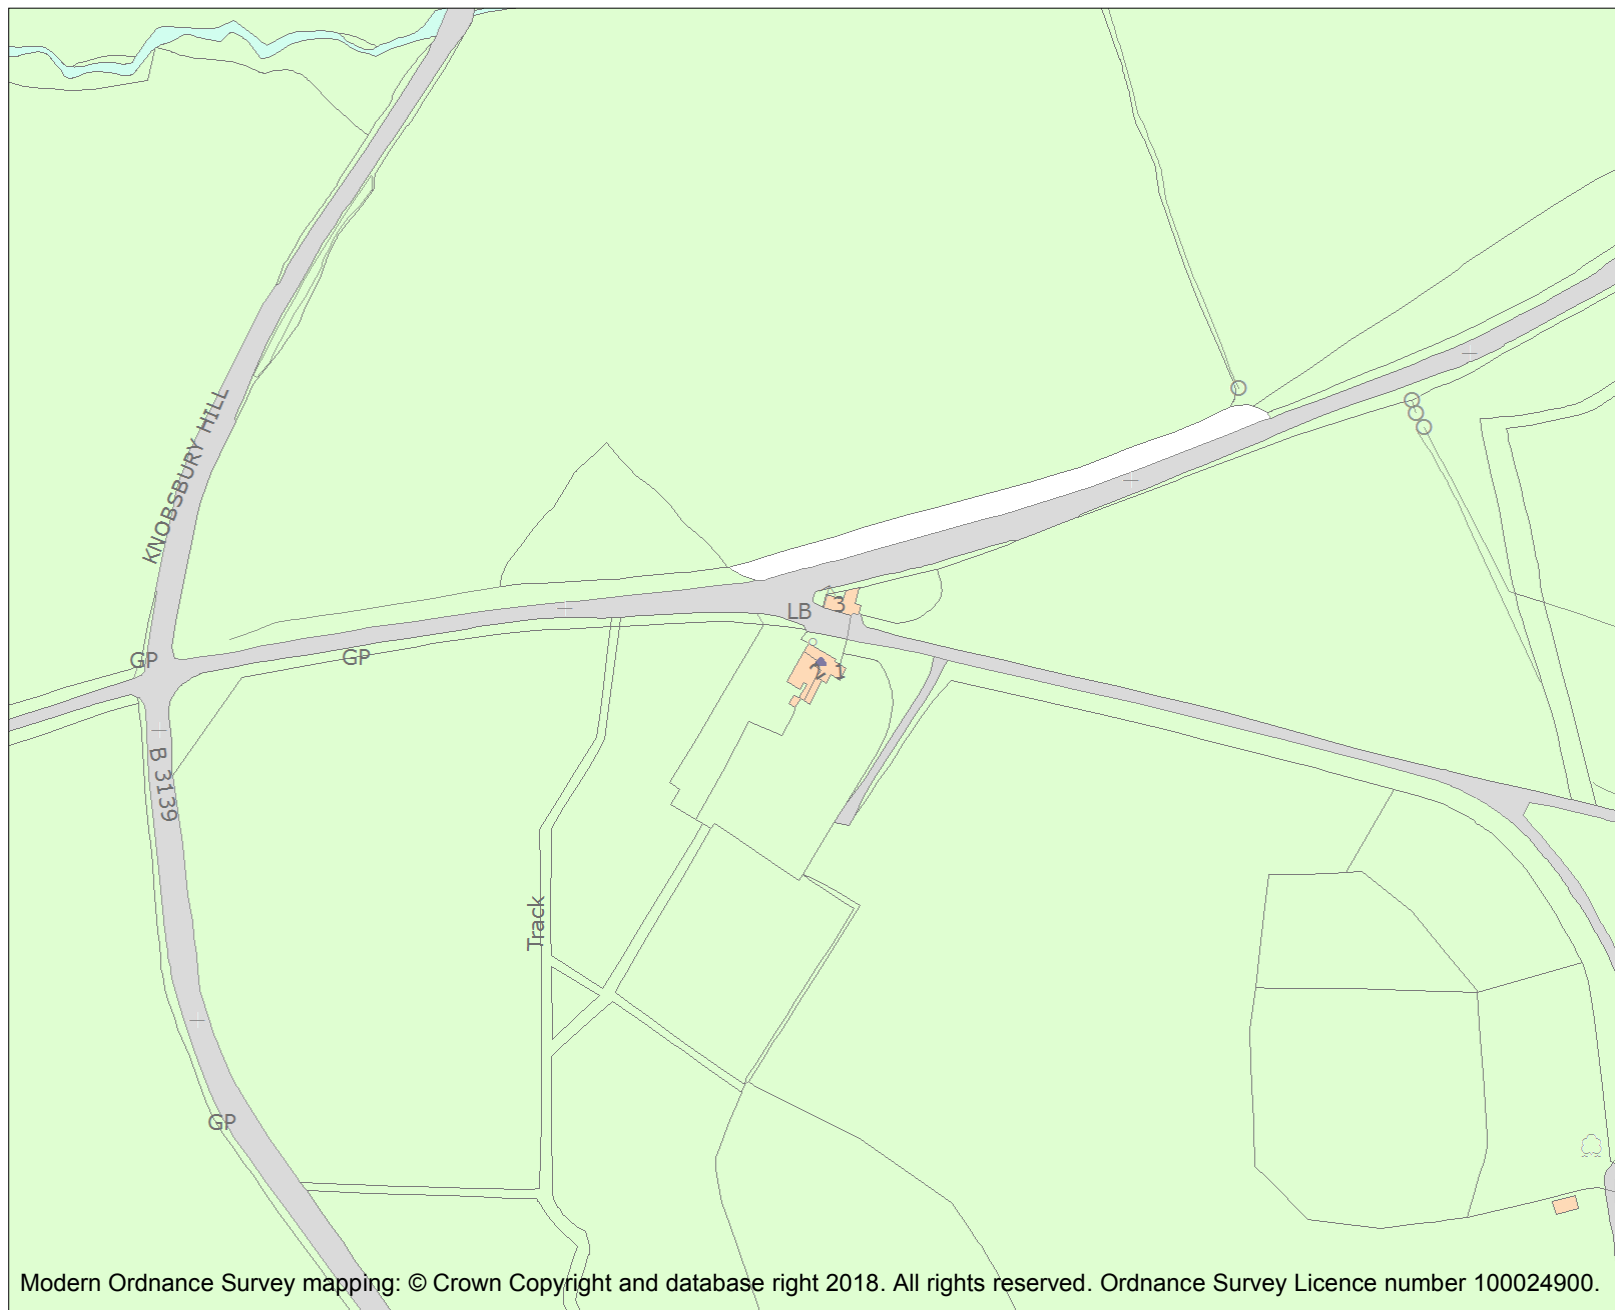 KNOBSBURY HILL
LB
3
GP
GP
2
1
B 3139
Track
GP
Modern Ordnance Survey mapping: © Crown Copyright and database right 2018. All rights reserved. Ordnance Survey Licence number 100024900.